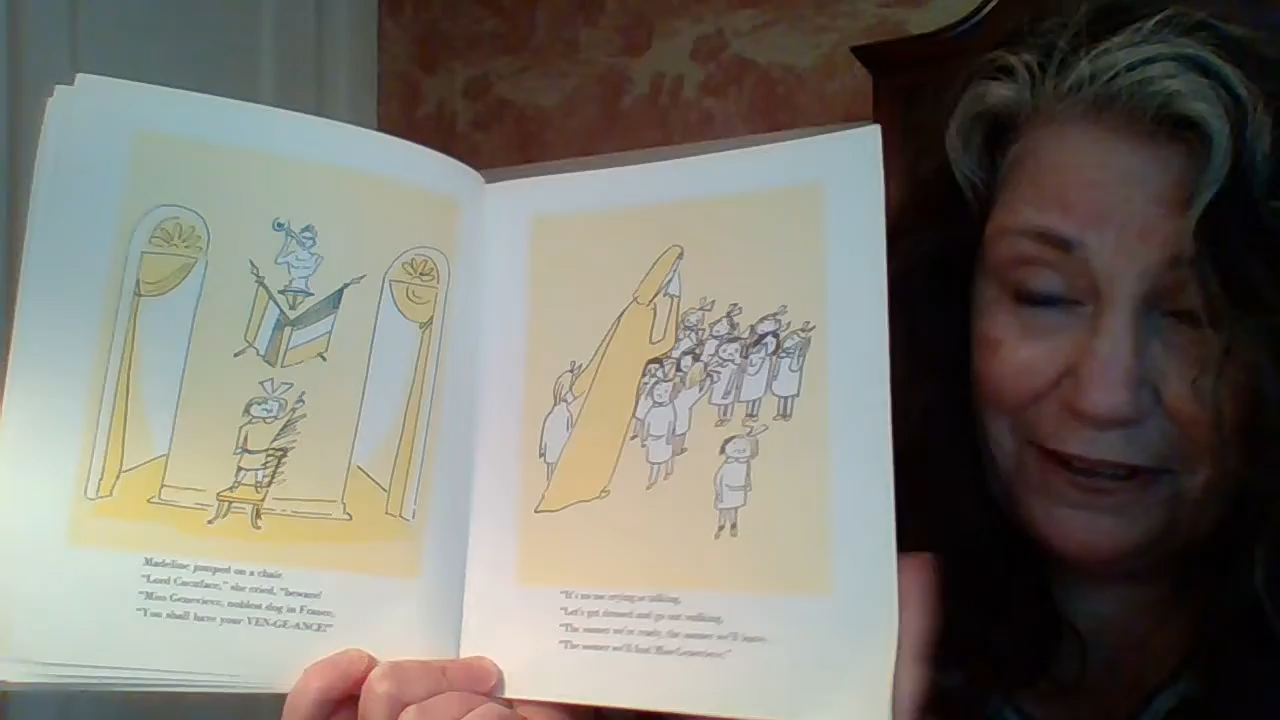 Madeline jumped on a chair.
"Lord Cucuface," she cried, "beware!
"Miss Genevieve, noblest dog in France,
"You shall have your VEN-GE-ANCE!"
"It's no use crying or talking,
"Let's get dressed and go out walking.
"The sooner we're ready, the sooner we'll leave—
"The sooner we'll find Miss Genevieve."